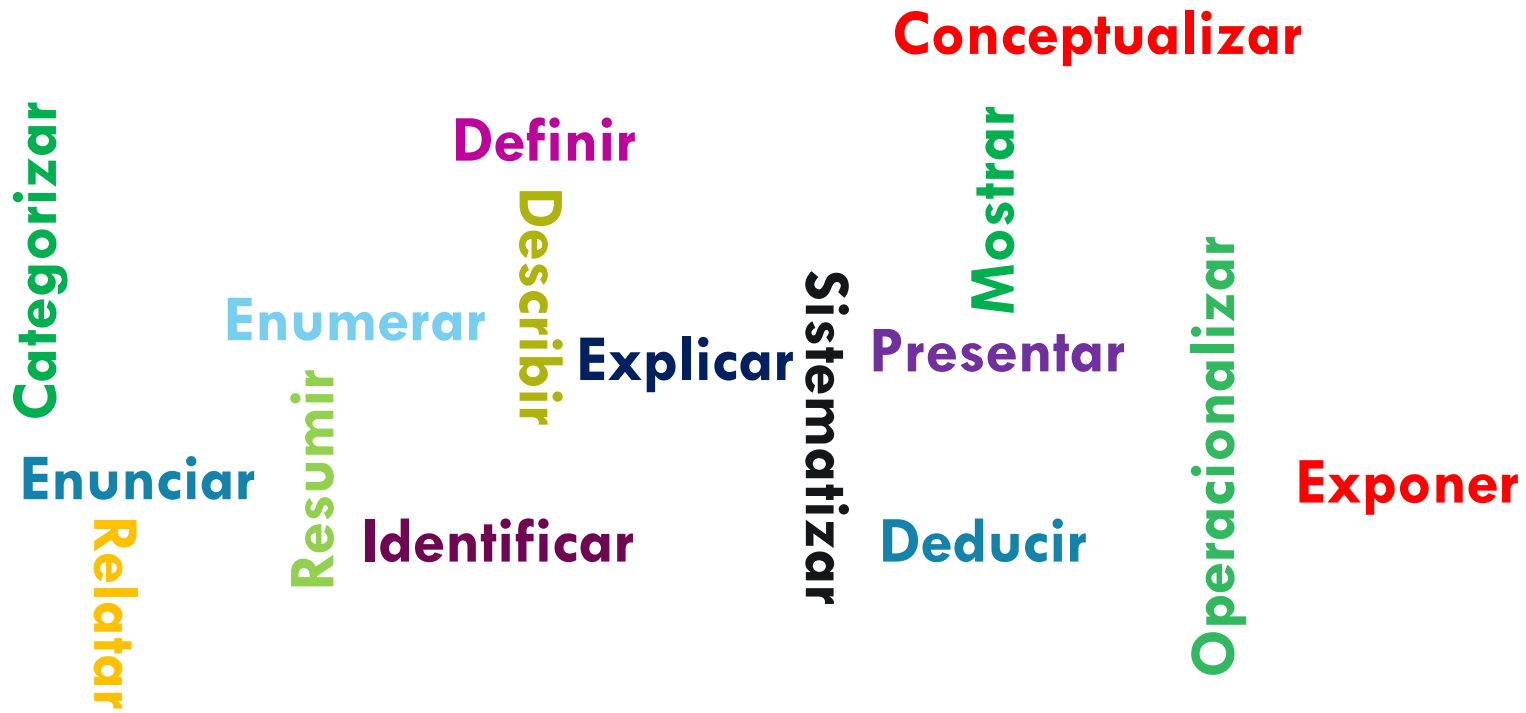 Conceptualizar
Categorizar
Definir
Mostrar
Describir
Operacionalizar
Sistematizar
Enumerar
Presentar
Explicar
Resumir
Enunciar
Exponer
Relatar
Identificar
Deducir